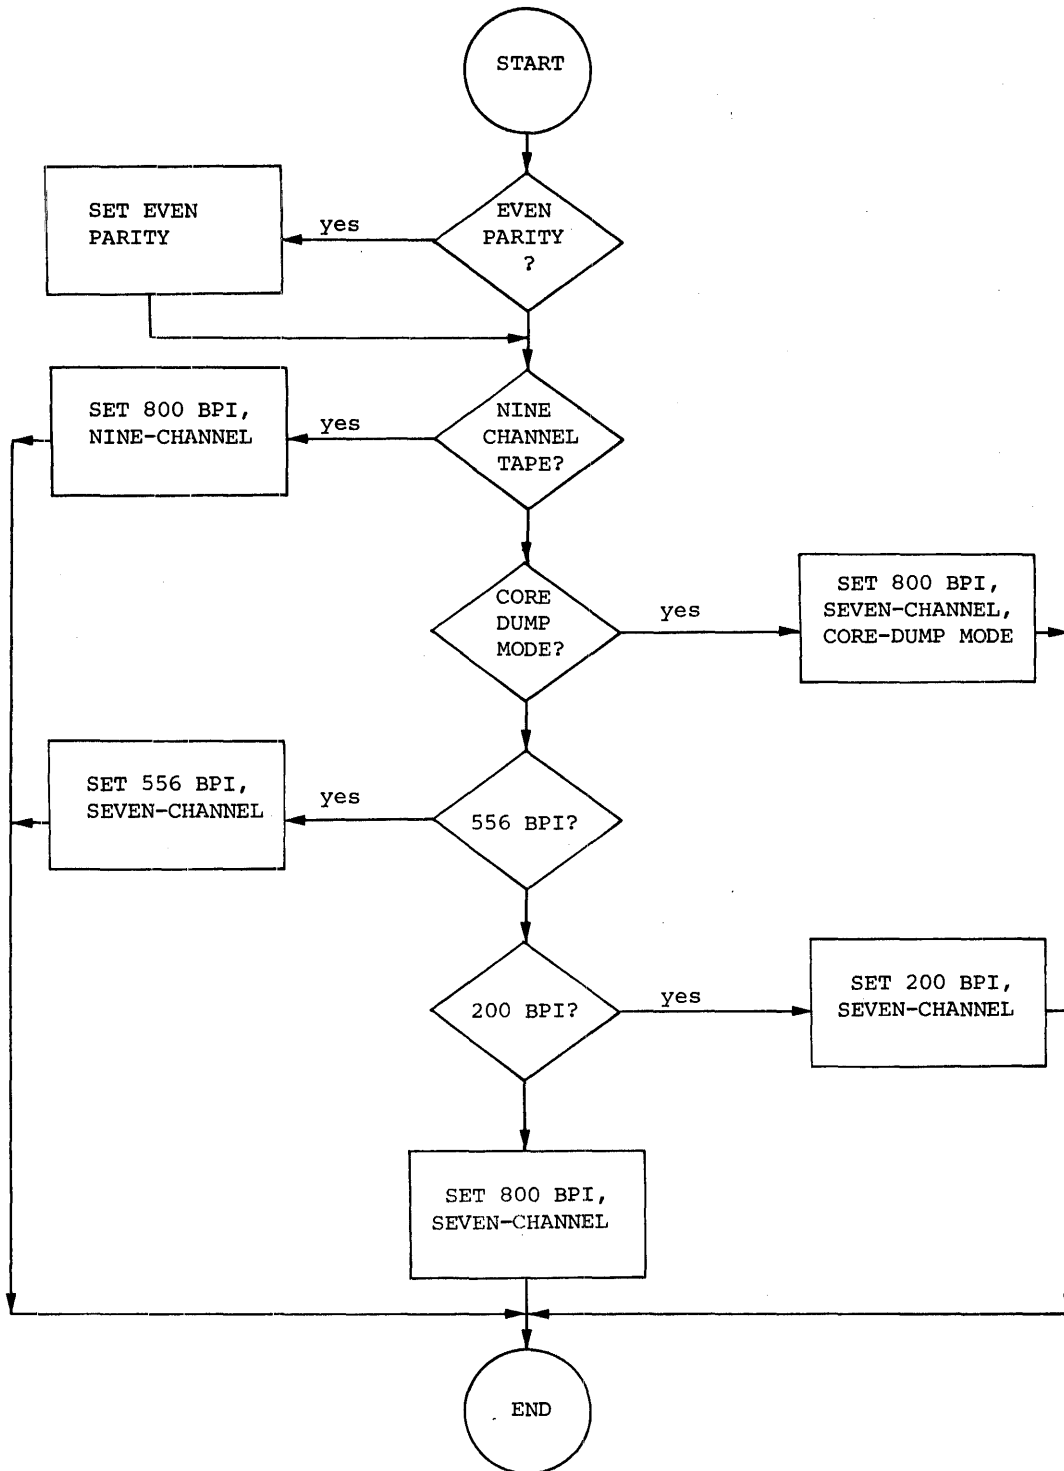 START
EVEN
PARITY
?
yes
SET EVEN
PARITY
NINE
CHANNEL
TAPE?
yes
SET 800 BPI,
NINE-CHANNEL
CORE
DUMP
MODE?
yes
SET 800 BPI,
SEVEN-CHANNEL,
CORE-DUMP MODE
556 BPI?
yes
SET 556 BPI,
SEVEN-CHANNEL
200 BPI?
yes
SET 200 BPI,
SEVEN-CHANNEL
SET 800 BPI,
SEVEN-CHANNEL
END